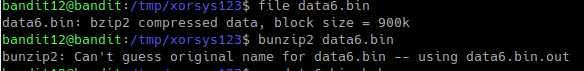 bandit12@bandit:/tmp/xorsys123$ file data6.bin
data6.bin: bzip2 compressed data, block size = 900k
bandit12@bandit:/tmp/xorsys123$ bunzip2 data6.bin
bunzip2: Can't guess original name for data6.bin -- using data6.bin.out